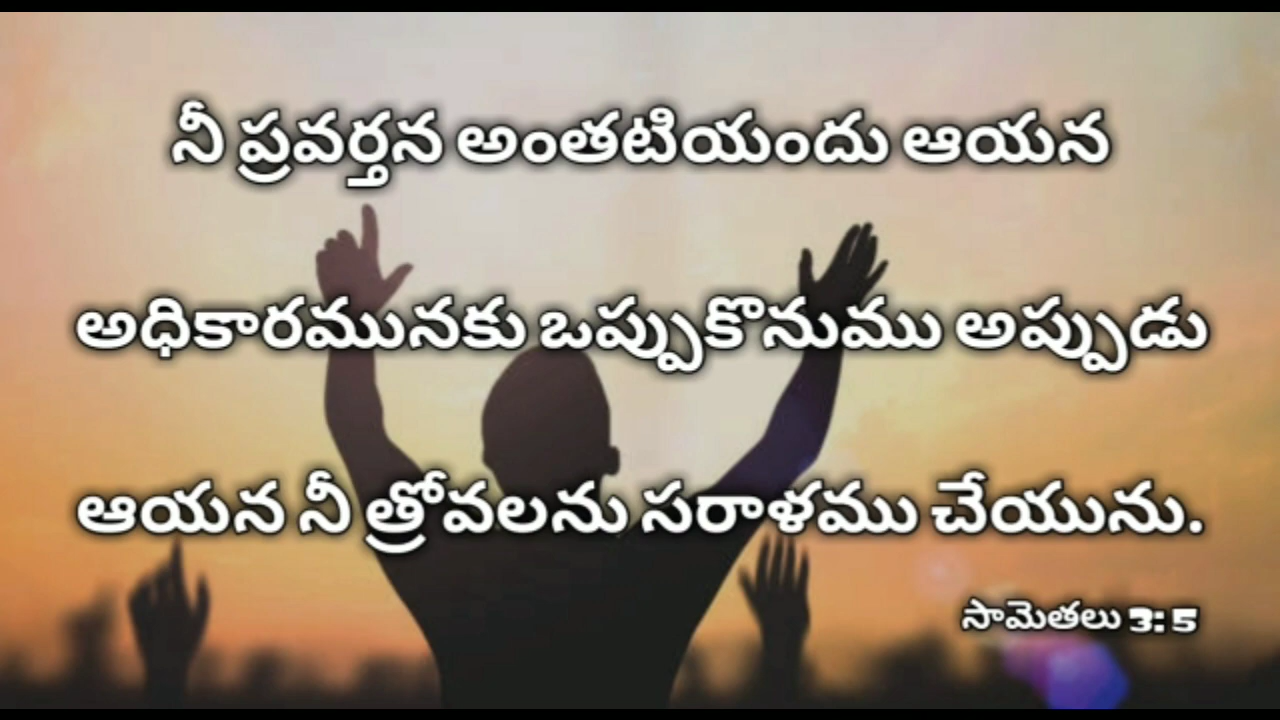 నీ ప్రవర్తన అంతటియందు ఆయన
అధికారమునకు ఒప్పుకొనుము అప్పుడు
ఆయన నీ త్రోవలను సరాళము చేయును.
సామెతలు 3: 5